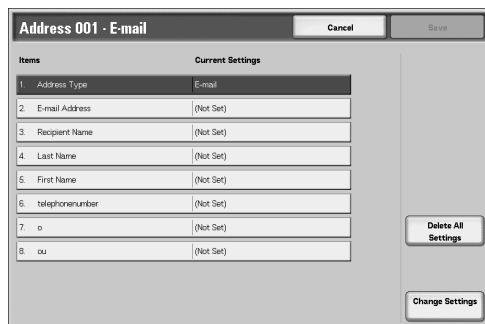 Address 001 - E-mail
Cancel
Save
Items
Current Settings
1. Address Type
E-mail
2. E-mail Address
(Not Set)
3. Recipient Name
(Not Set)
4. Last Name
(Not Set)
5. First Name
(Not Set)
6. telephonenumber
(Not Set)
7. o
(Not Set)
8. ou
(Not Set)
Delete All
Settings
Change Settings